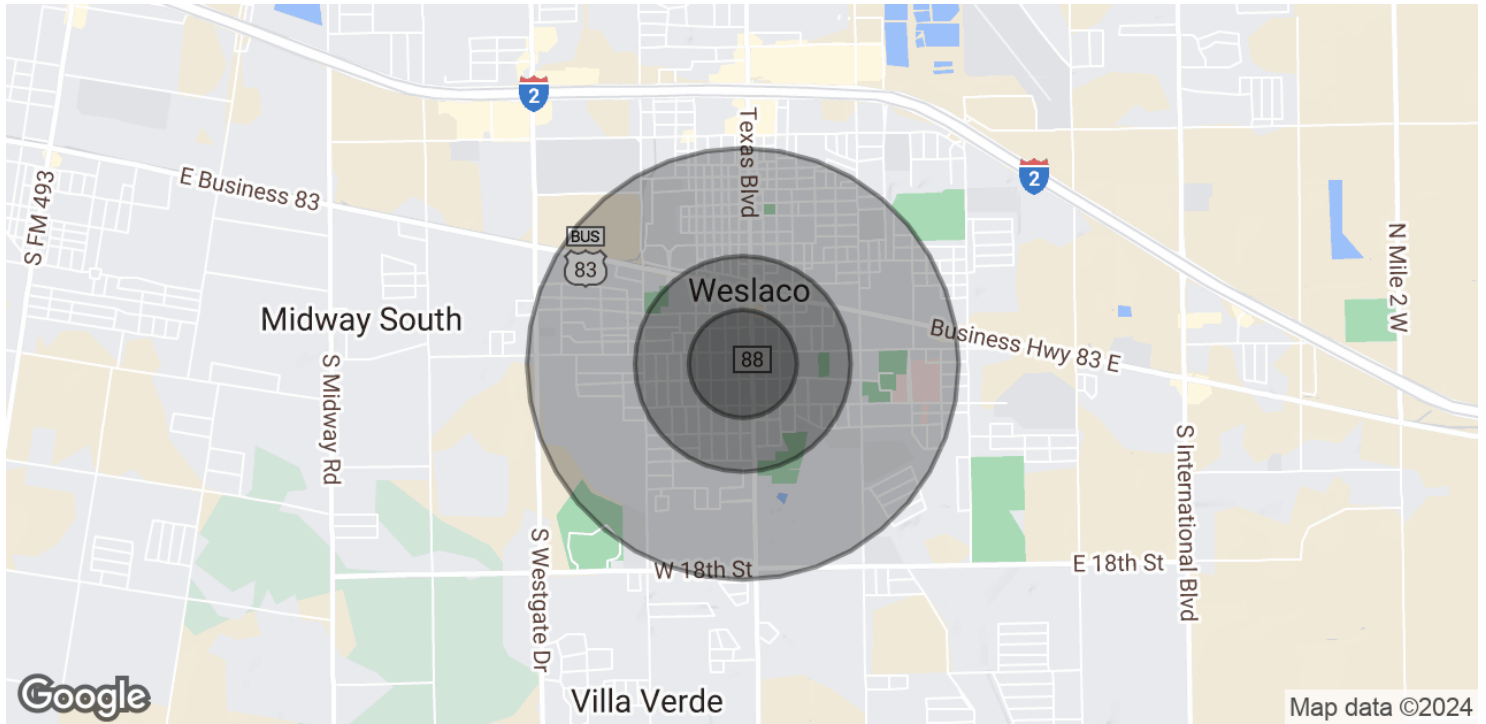 2
Texas Blvd
2
S FM 493
E Business 83
BUS
83
N Mile 2 W
Weslaco
Midway South
Business Hwy 83 E
88
S Midway Rd
S International Blvd
S Westgate Dr
W 18th St
E 18th St
Villa Verde
Google
Map data ©2024